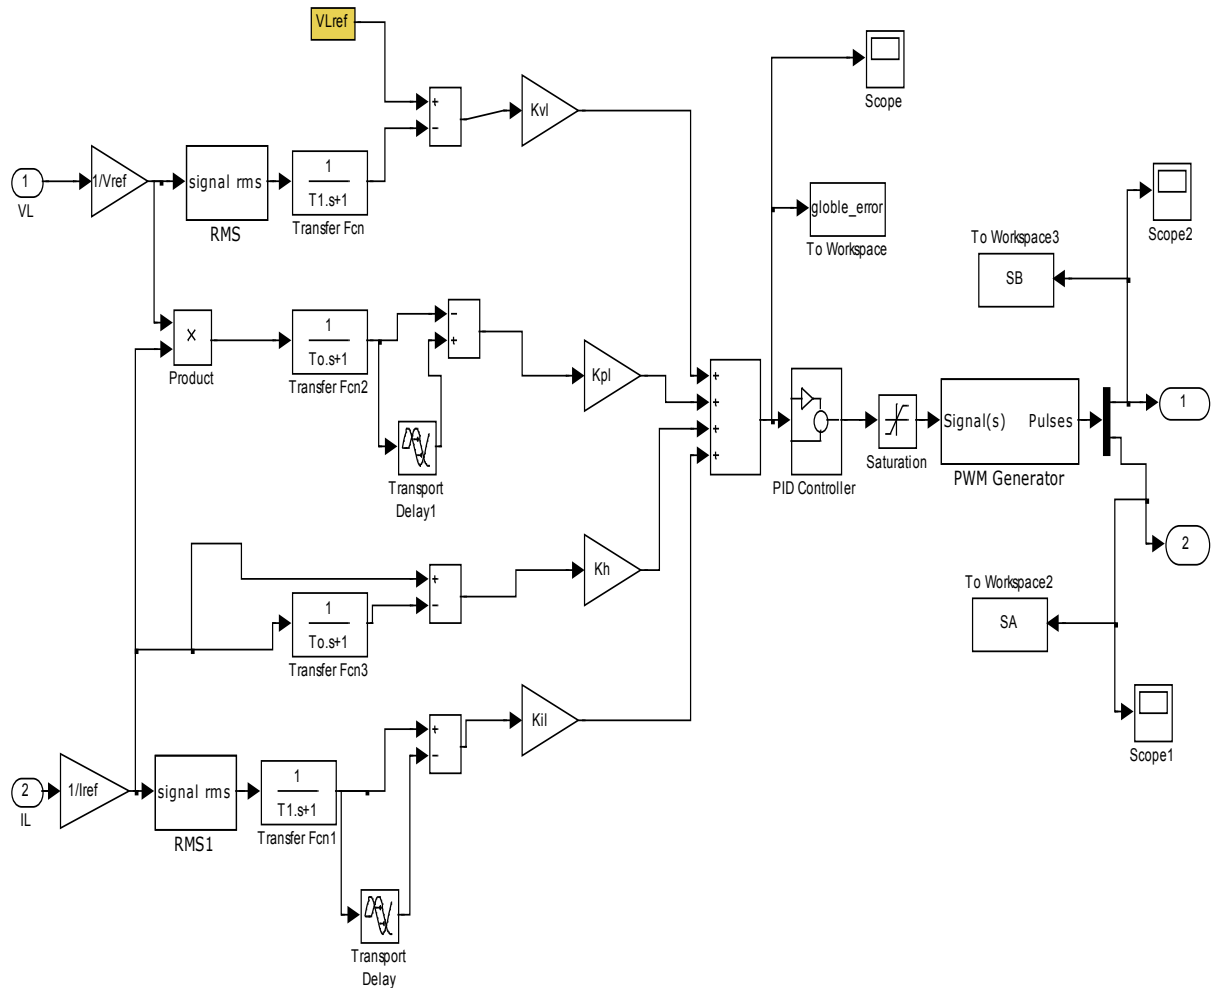 VLref
+
−
Kvl
Scope
1
VL
1/Vref
signal rms
RMS
1
T1.s+1
Transfer Fcn
globle_error
To Workspace
Scope2
To Workspace3
SB
×
Product
1
To.s+1
Transfer Fcn2
−
+
Transport
Delay1
Kpl
+
+
+
+
PID Controller
Saturation
Signal(s) Pulses
PWM Generator
1
2
+
−
Kh
1
To.s+1
Transfer Fcn3
To Workspace2
SA
Scope1
+
−
Kil
2
IL
1/Iref
signal rms
RMS1
1
T1.s+1
Transfer Fcn1
Transport
Delay